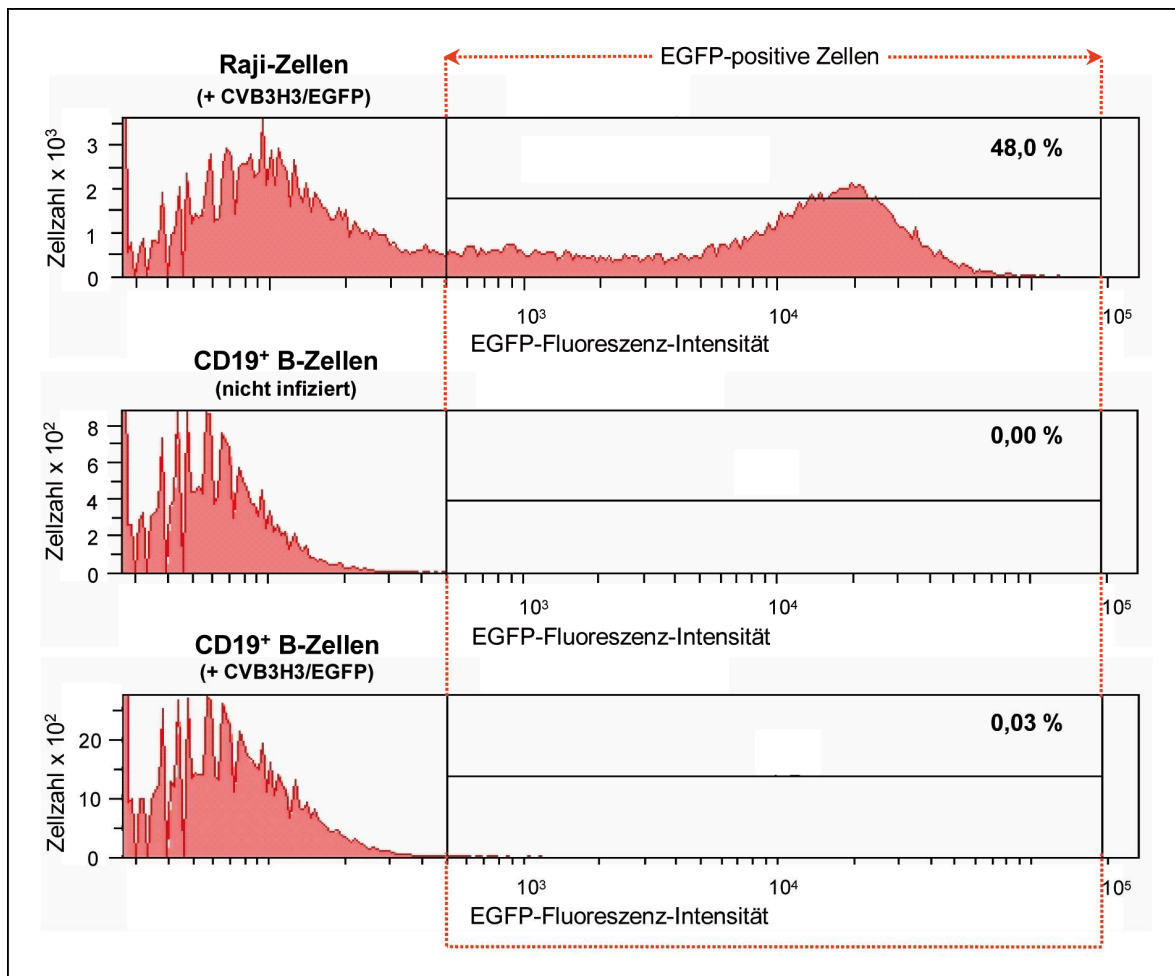 EGFP-positive Zellen
Raji-Zellen
(+ CVB3H3/EGFP)
Zellzahl x 10³
3
2
1
0
48,0 %
10³
10⁴
10⁵
EGFP-Fluoreszenz-Intensität
CD19⁺ B-Zellen
(nicht infiziert)
Zellzahl x 10²
8
6
4
2
0
0,00 %
10³
10⁴
10⁵
EGFP-Fluoreszenz-Intensität
CD19⁺ B-Zellen
(+ CVB3H3/EGFP)
Zellzahl x 10²
20
10
0
0,03 %
10³
10⁴
10⁵
EGFP-Fluoreszenz-Intensität